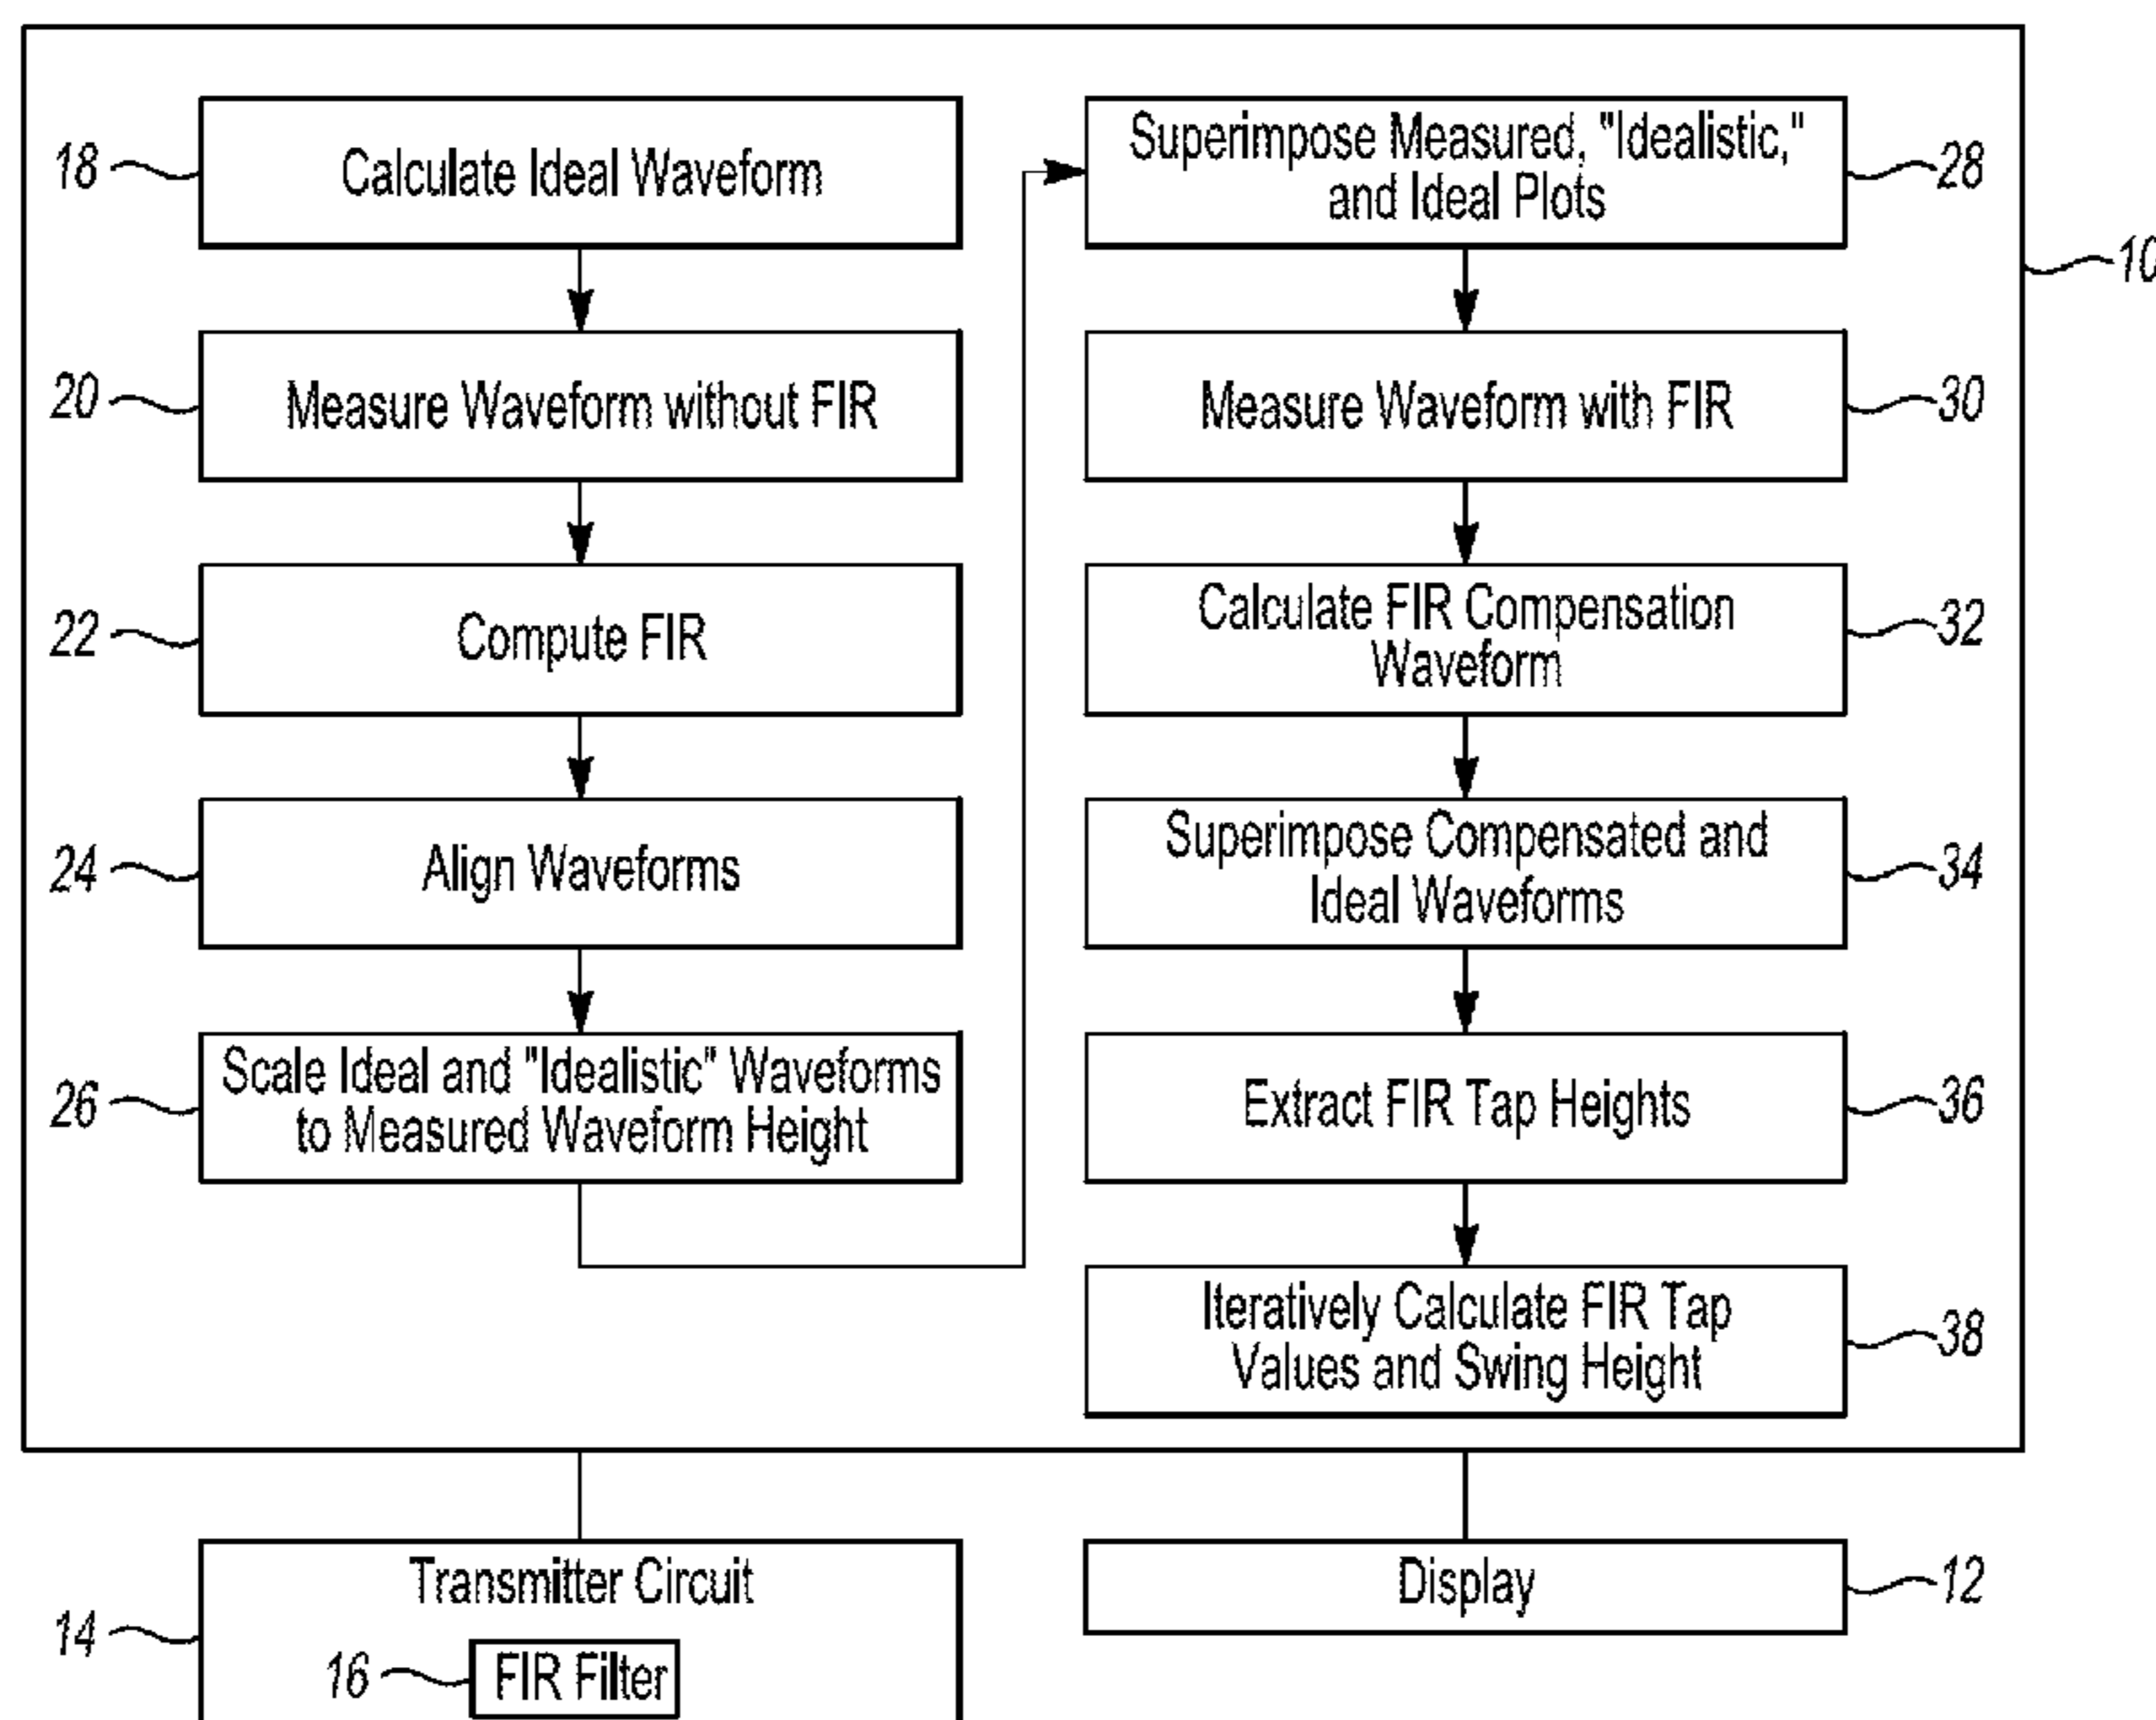 18
Calculate Ideal Waveform
20
Measure Waveform without FIR
22
Compute FIR
24
Align Waveforms
26
Scale Ideal and "Idealistic" Waveforms
to Measured Waveform Height
Superimpose Measured, "Idealistic,"
and Ideal Plots
28
10
Measure Waveform with FIR
30
Calculate FIR Compensation
Waveform
32
Superimpose Compensated and
Ideal Waveforms
34
Extract FIR Tap Heights
36
Iteratively Calculate FIR Tap
Values and Swing Height
38
Transmitter Circuit
14
16
FIR Filter
Display
12